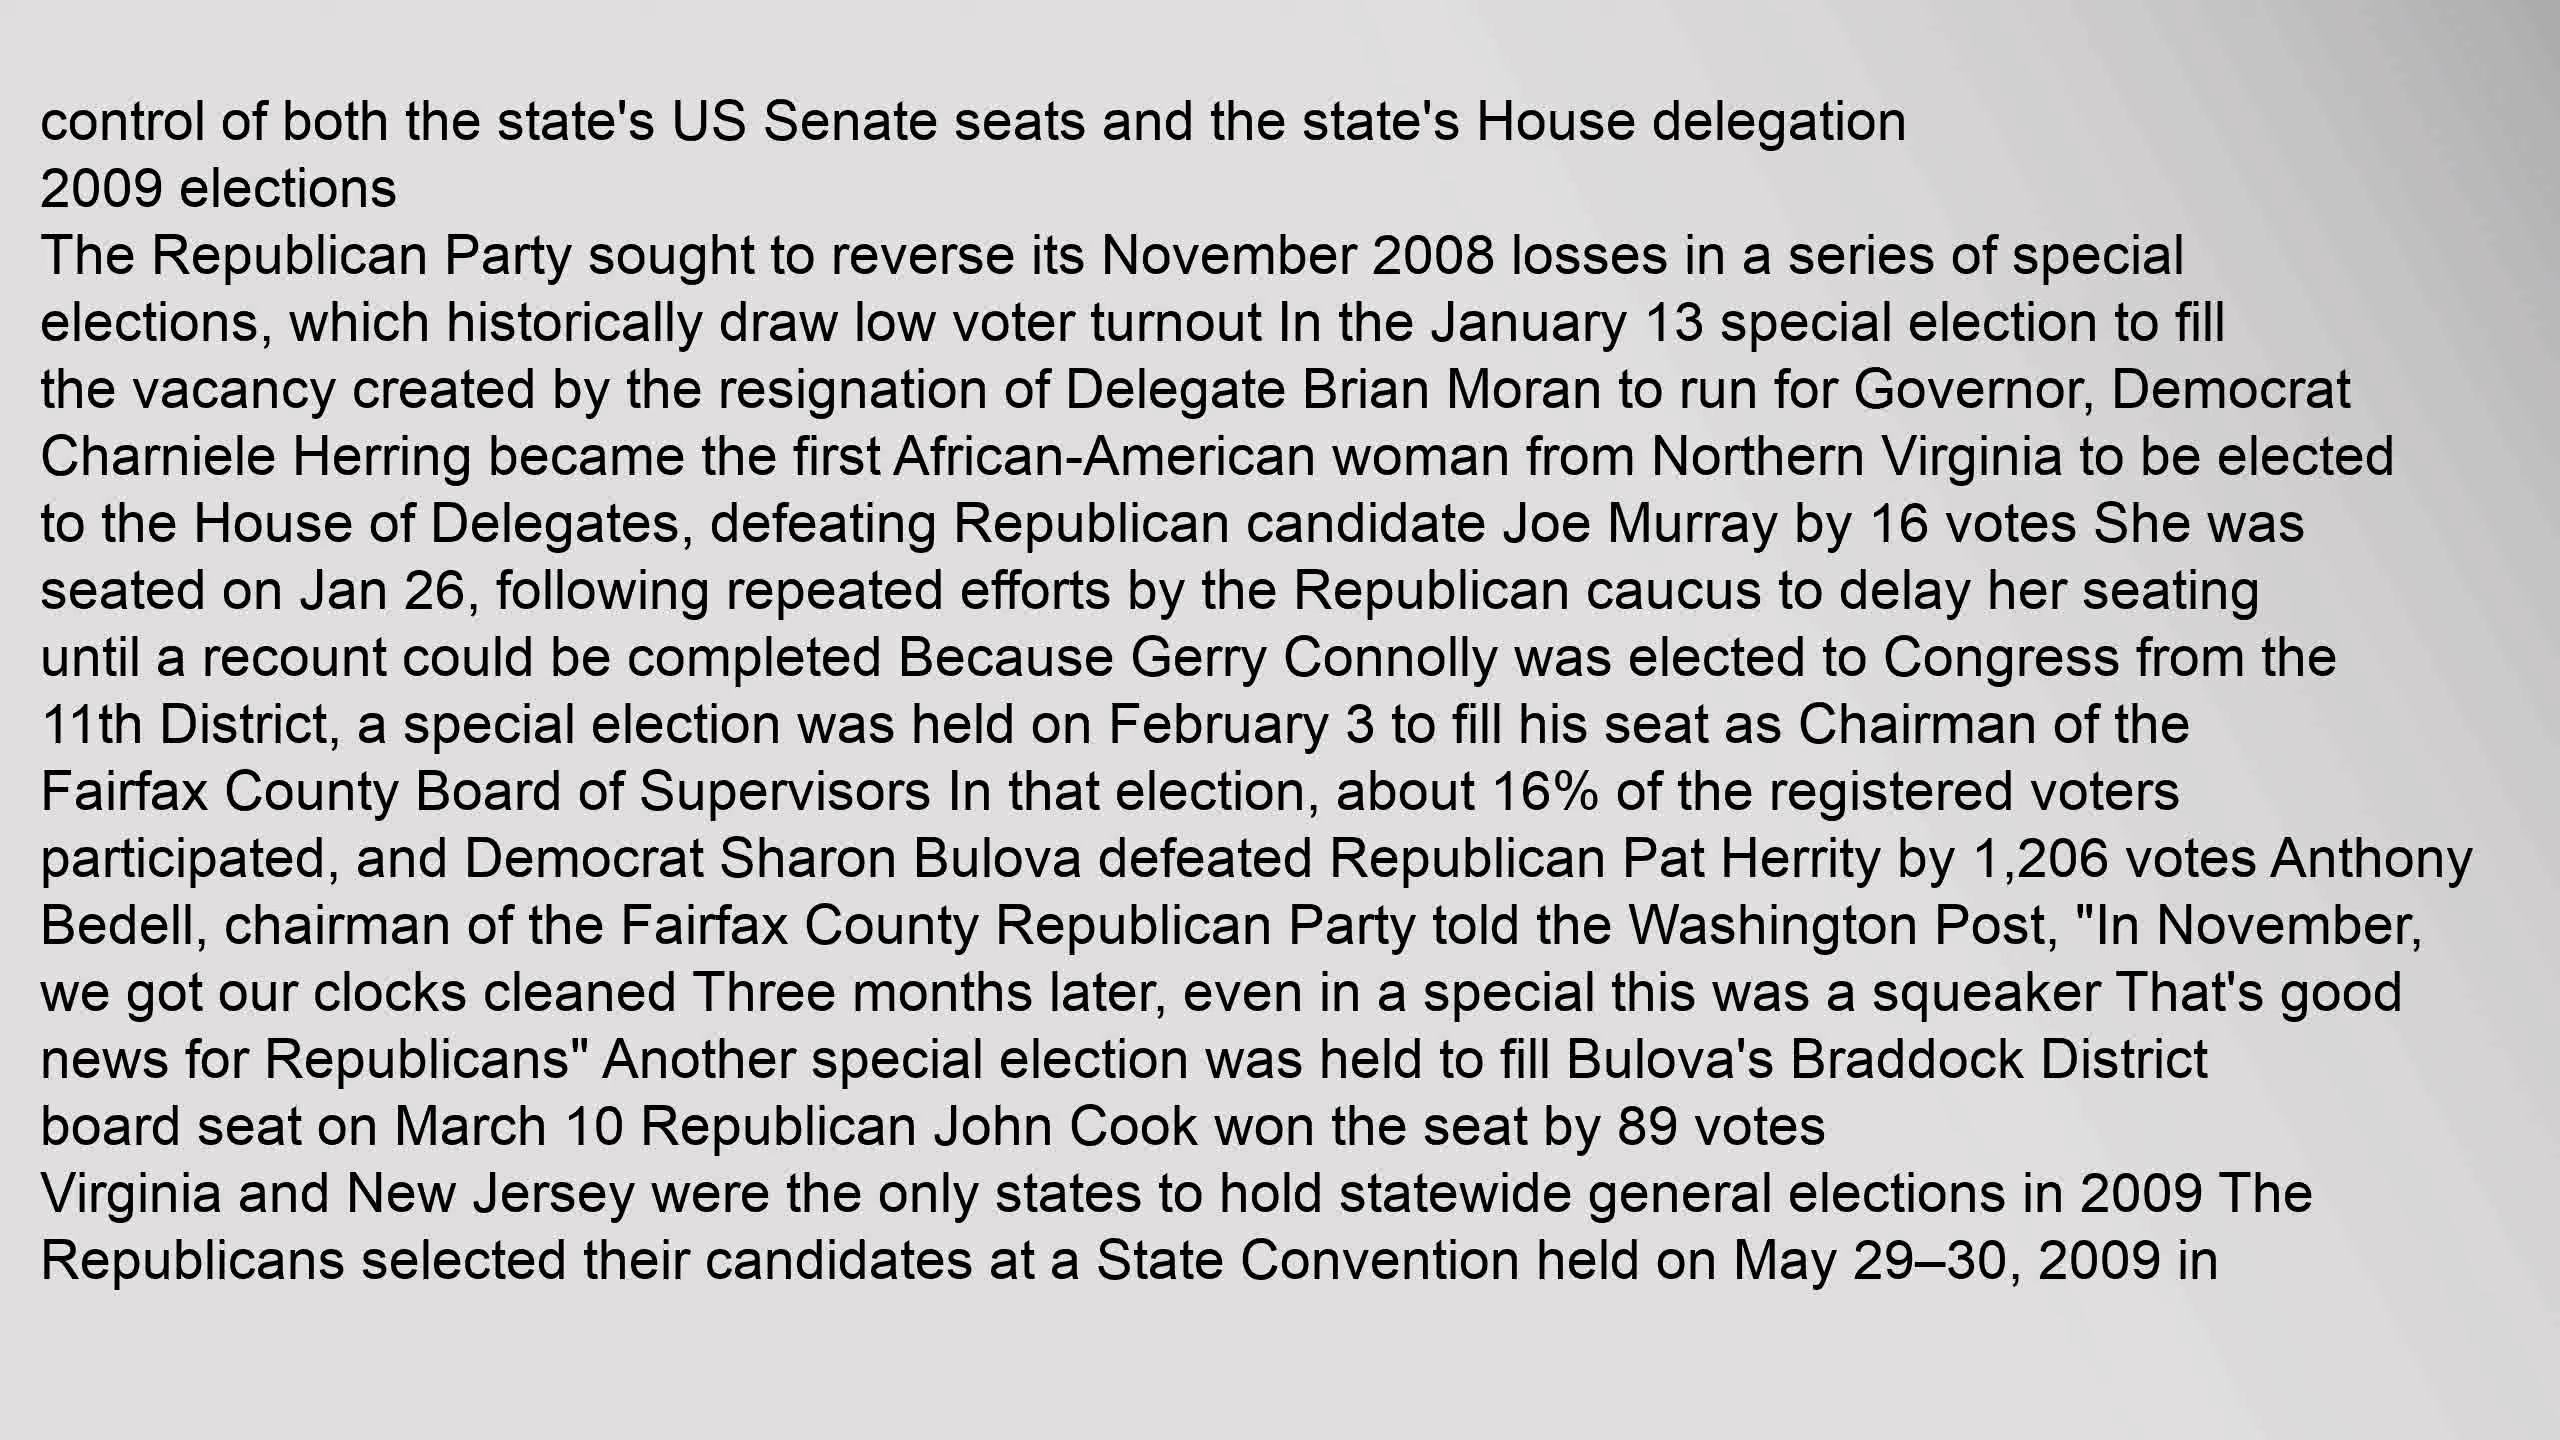 control of both the state's US Senate seats and the state's House delegation
2009 elections
The Republican Party sought to reverse its November 2008 losses in a series of special
elections, which historically draw low voter turnout In the January 13 special election to fill
the vacancy created by the resignation of Delegate Brian Moran to run for Governor, Democrat
Charniele Herring became the first African-American woman from Northern Virginia to be elected
to the House of Delegates, defeating Republican candidate Joe Murray by 16 votes She was
seated on Jan 26, following repeated efforts by the Republican caucus to delay her seating
until a recount could be completed Because Gerry Connolly was elected to Congress from the
11th District, a special election was held on February 3 to fill his seat as Chairman of the
Fairfax County Board of Supervisors In that election, about 16% of the registered voters
participated, and Democrat Sharon Bulova defeated Republican Pat Herrity by 1,206 votes Anthony
Bedell, chairman of the Fairfax County Republican Party told the Washington Post, "In November,
we got our clocks cleaned Three months later, even in a special this was a squeaker That's good
news for Republicans" Another special election was held to fill Bulova's Braddock District
board seat on March 10 Republican John Cook won the seat by 89 votes
Virginia and New Jersey were the only states to hold statewide general elections in 2009 The
Republicans selected their candidates at a State Convention held on May 29–30, 2009 in